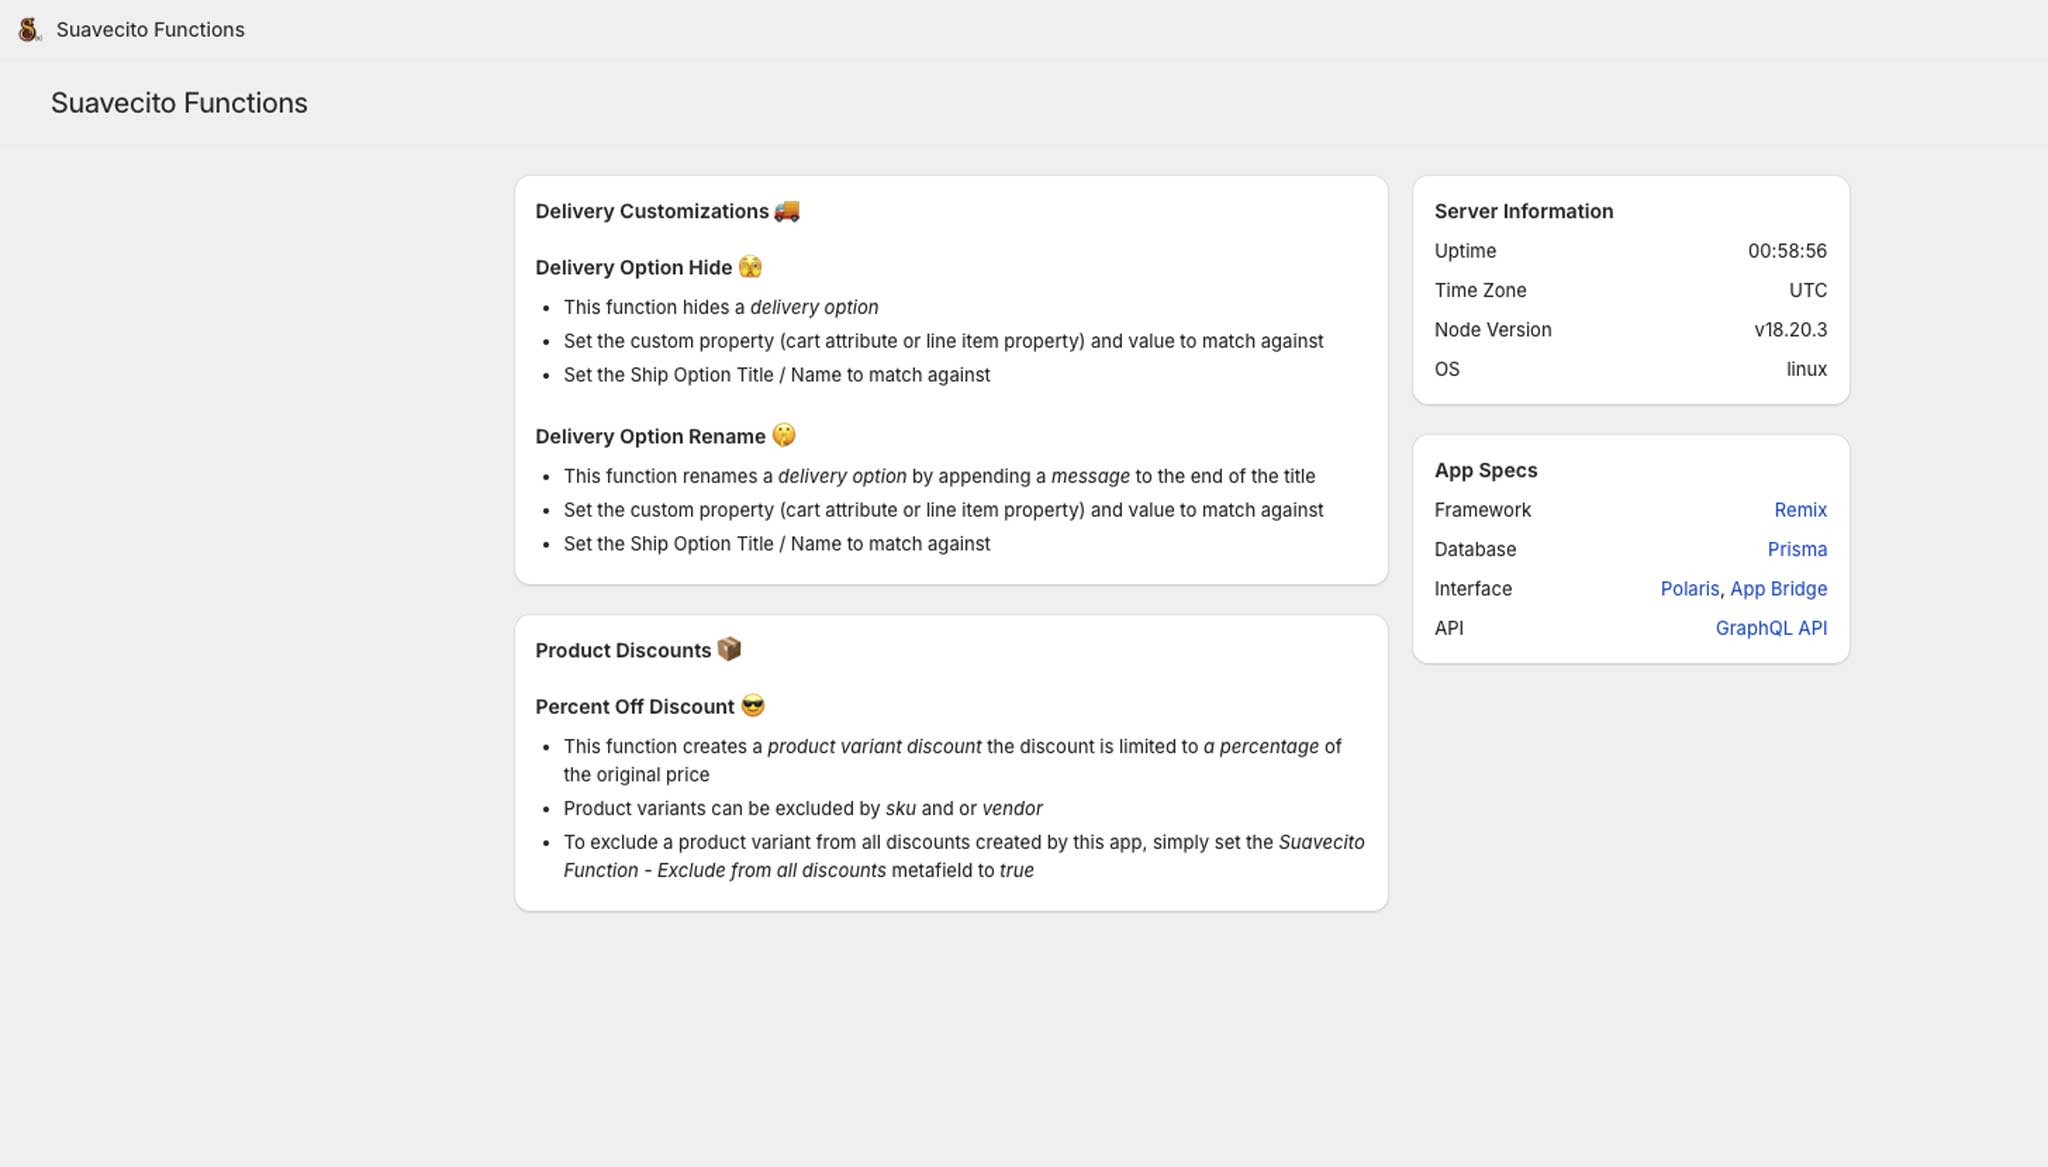 Suavecito Functions
Suavecito Functions
Delivery Customizations 🚚
Delivery Option Hide 🫣
• This function hides a delivery option
• Set the custom property (cart attribute or line item property) and value to match against
• Set the Ship Option Title / Name to match against
Delivery Option Rename 🤫
• This function renames a delivery option by appending a message to the end of the title
• Set the custom property (cart attribute or line item property) and value to match against
• Set the Ship Option Title / Name to match against
Product Discounts 📦
Percent Off Discount 😎
• This function creates a product variant discount the discount is limited to a percentage of
the original price
• Product variants can be excluded by sku and or vendor
• To exclude a product variant from all discounts created by this app, simply set the Suavecito
Function - Exclude from all discounts metafield to true
Server Information
Uptime 00:58:56
Time Zone UTC
Node Version v18.20.3
OS linux
App Specs
Framework Remix
Database Prisma
Interface Polaris, App Bridge
API GraphQL API